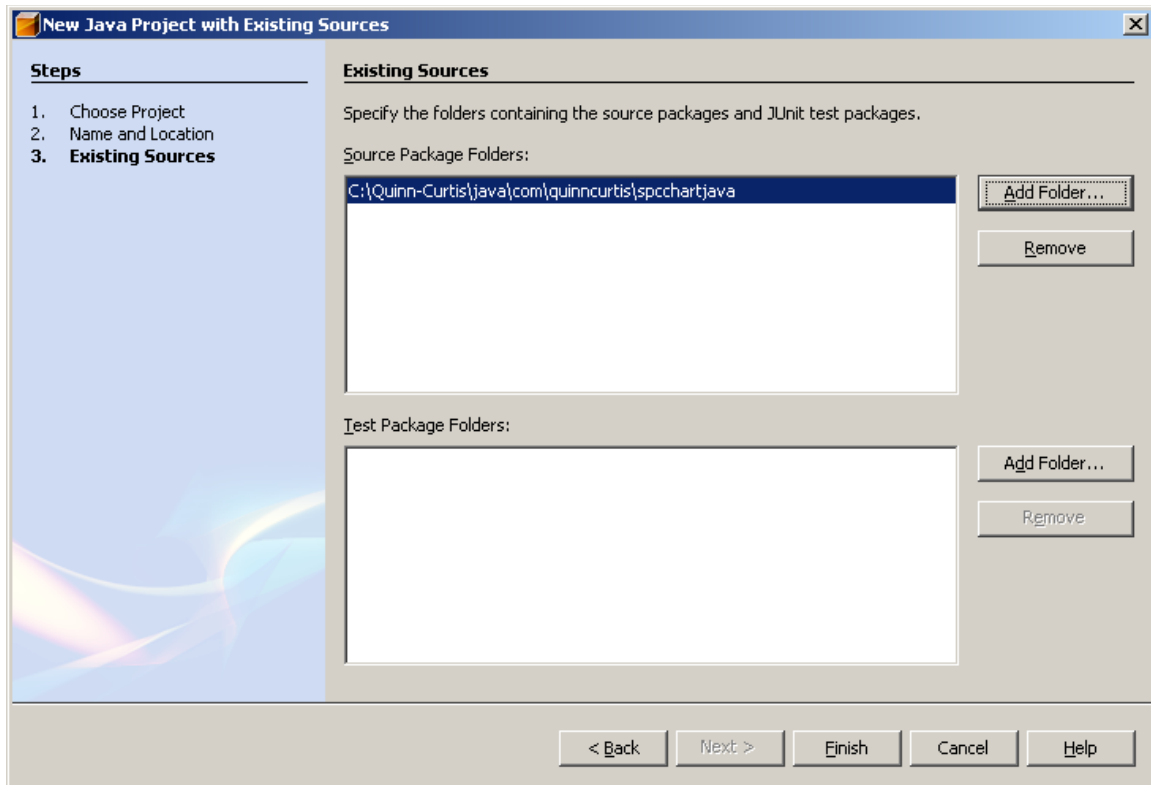 New Java Project with Existing Sources
Steps
1. Choose Project
2. Name and Location
3. Existing Sources
Existing Sources
Specify the folders containing the source packages and JUnit test packages.
Source Package Folders:
C:\Quinn-Curtis\java\com\quinncurtis\spcchartjava
Add Folder...
Remove
Test Package Folders:
Add Folder...
Remove
< Back Next > Finish Cancel Help